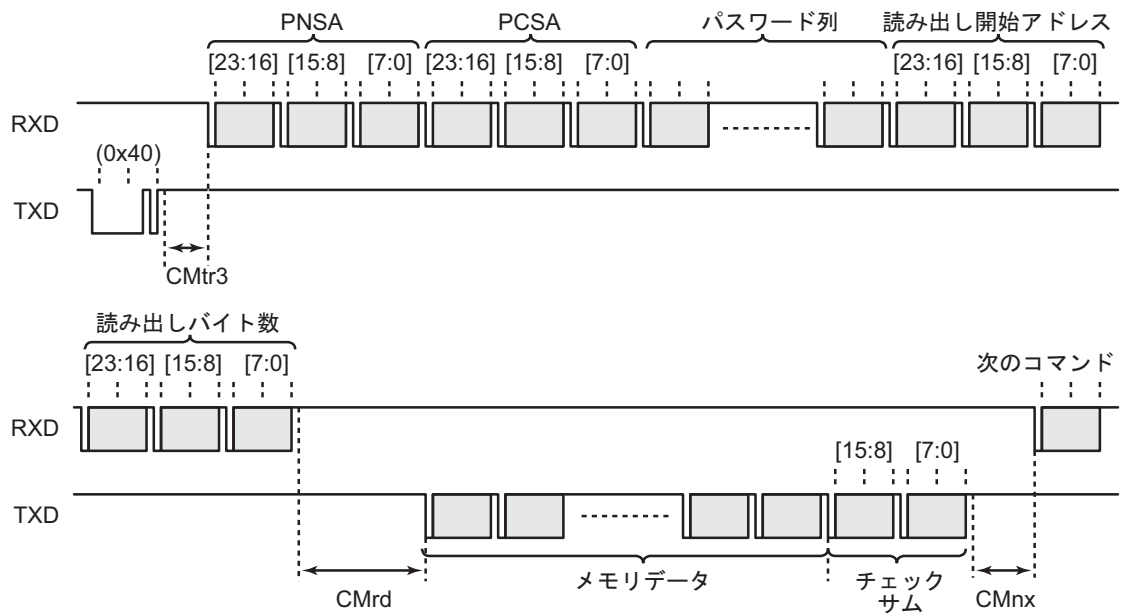 PNSA PCSA パスワード列 読み出し開始アドレス
[23:16] [15:8] [7:0] [23:16] [15:8] [7:0] [23:16] [15:8] [7:0]
RXD
(0x40)
TXD
CMtr3
読み出しバイト数
[23:16] [15:8] [7:0] 次のコマンド
RXD
[15:8] [7:0]
TXD
メモリデータ チェック
サム
CMrd CMnx